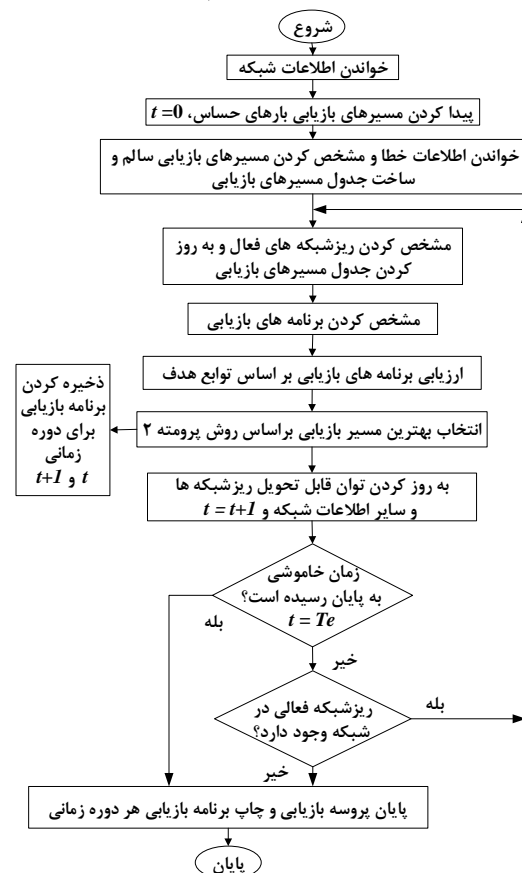 شروع
خواندن اطلاعات شبکه
پیدا کردن مسیرهای بازیابی بارهای حساس، t =0
خواندن اطلاعات خطا و مشخص کردن مسیرهای بازیابی سالم و
ساخت جدول مسیرهای بازیابی
مشخص کردن ریزشبکه های فعال و به روز
کردن جدول مسیرهای بازیابی
مشخص کردن برنامه های بازیابی
ارزیابی برنامه های بازیابی بر اساس توابع هدف
انتخاب بهترین مسیر بازیابی براساس روش پرومته ۲
ذخیره کردن
برنامه بازیابی
برای دوره
زمانی
t و t+1
به روز کردن توان قابل تحویل ریزشبکه ها
و سایر اطلاعات شبکه و t = t+1
زمان خاموشی
به پایان رسیده است؟
t = Te
بله
خیر
ریزشبکه فعالی در
شبکه وجود دارد؟
بله
خیر
پایان پروسه بازیابی و چاپ برنامه بازیابی هر دوره زمانی
پایان